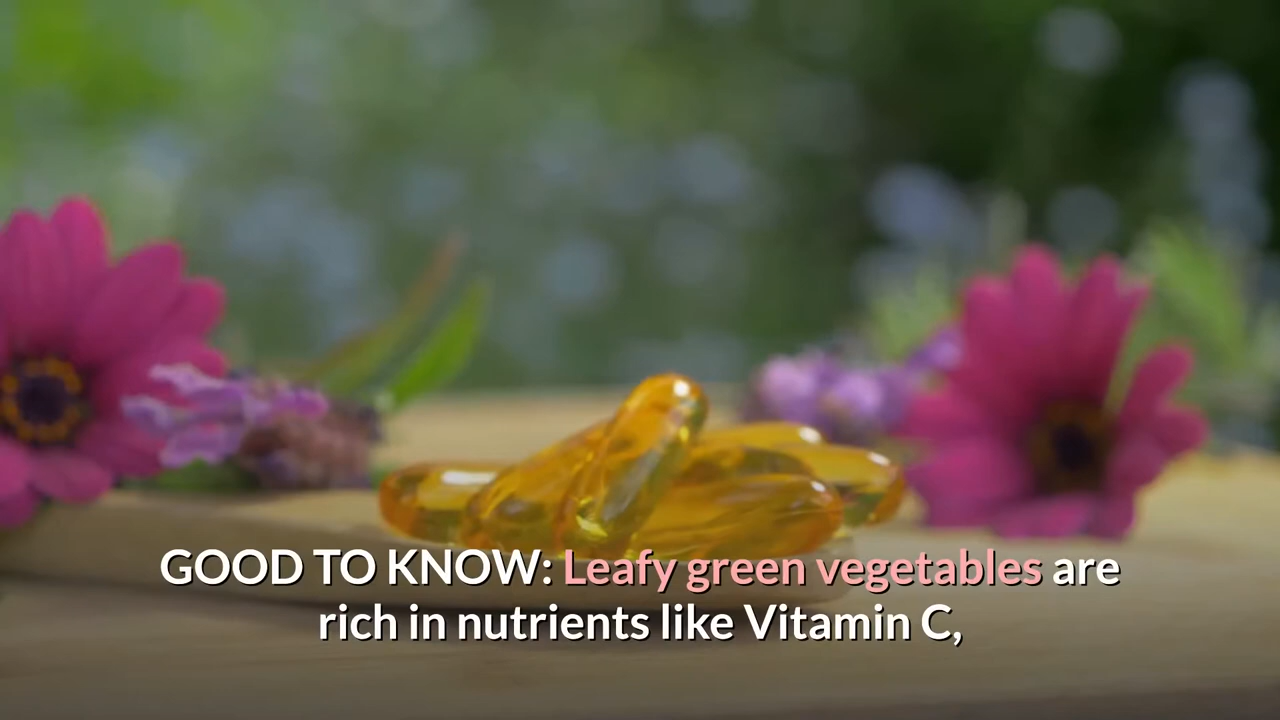 GOOD TO KNOW: Leafy green vegetables are
rich in nutrients like Vitamin C,